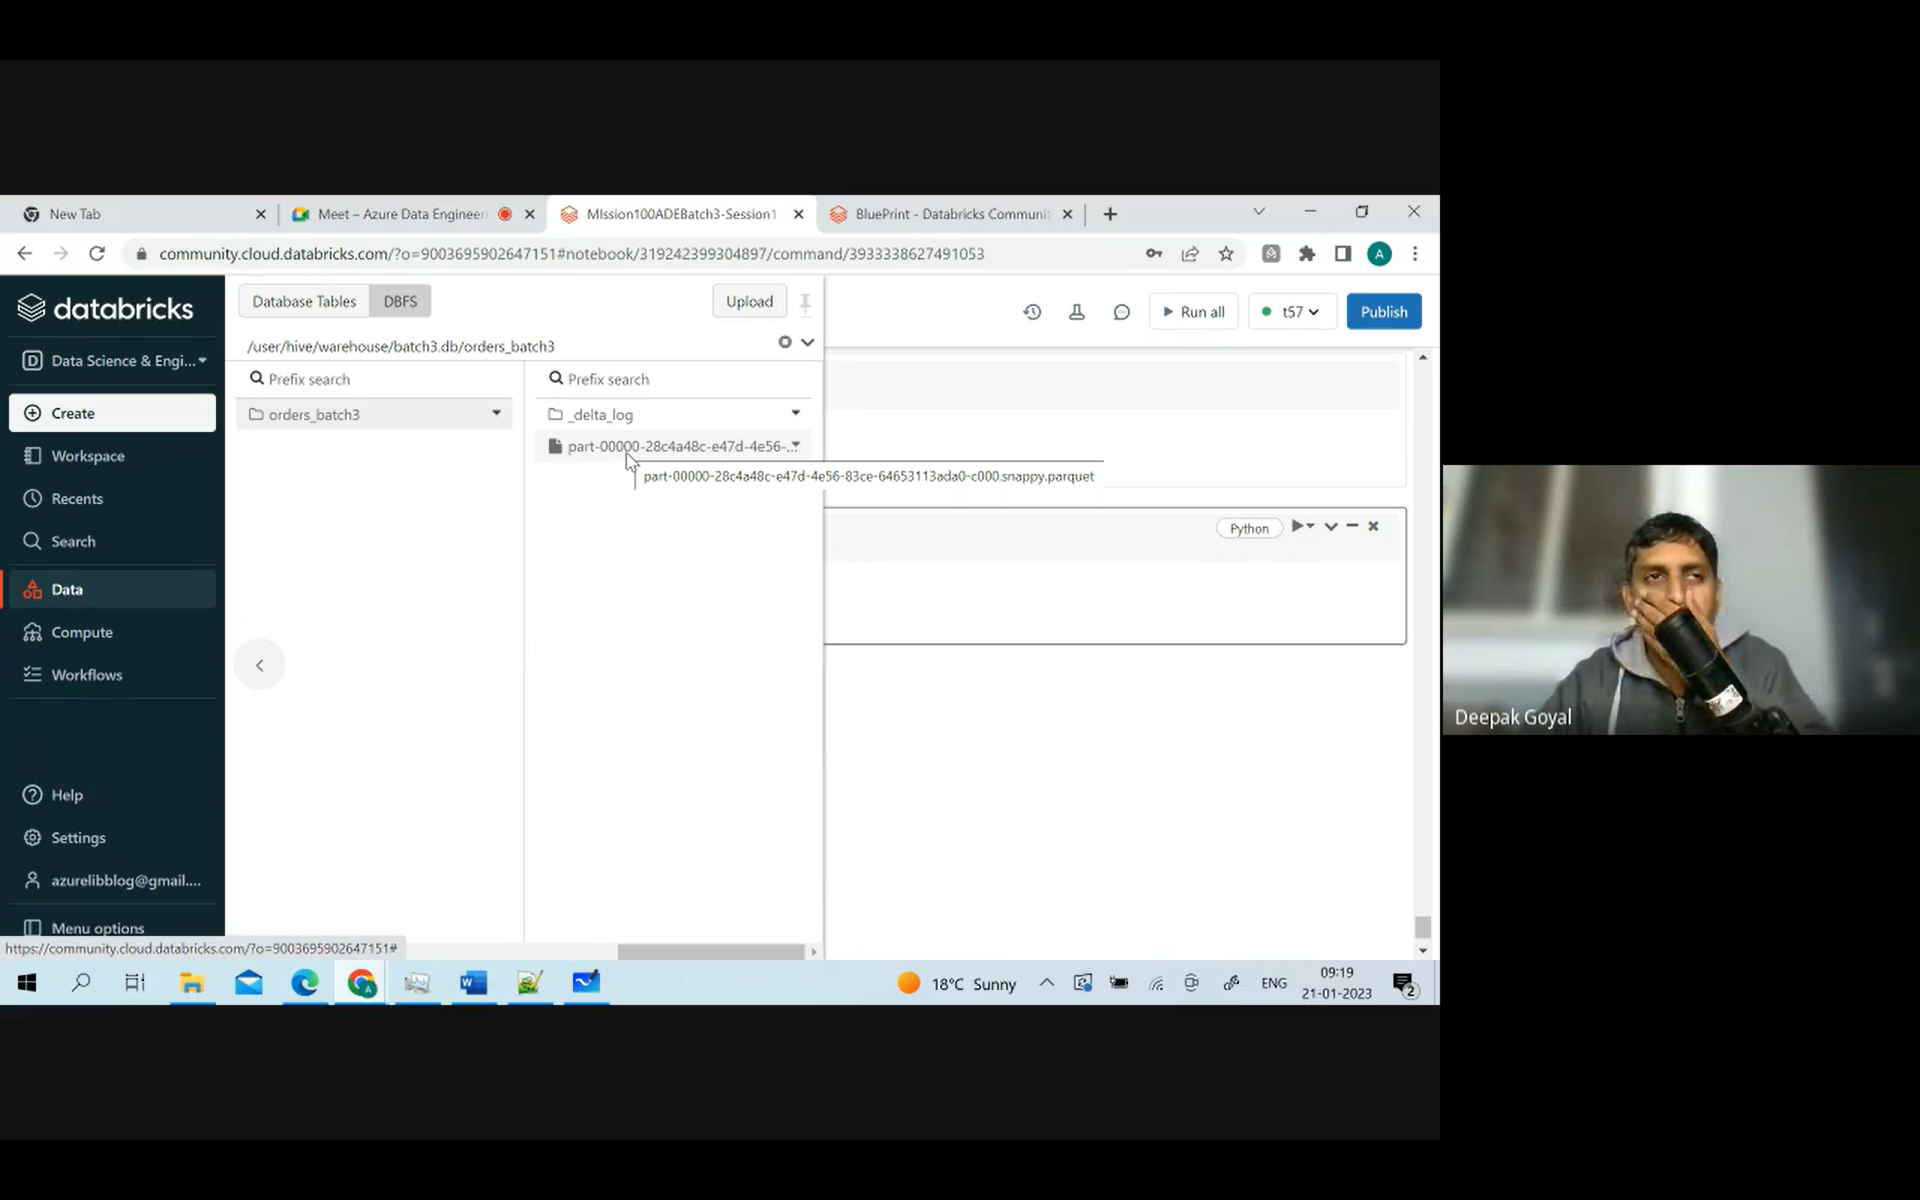 New Tab
Meet – Azure Data Engineeri
MIssion100ADEBatch3-Session1
BluePrint - Databricks Communit
community.cloud.databricks.com/?o=9003695902647151#notebook/319242399304897/command/3933338627491053
A
databricks
Database Tables
DBFS
Upload
Run all
t57
Publish
/user/hive/warehouse/batch3.db/orders_batch3
D
Data Science & Engi...
Prefix search
Prefix search
Create
orders_batch3
_delta_log
Workspace
part-00000-28c4a48c-e47d-4e56-...
part-00000-28c4a48c-e47d-4e56-83ce-64653113ada0-c000.snappy.parquet
Recents
Search
Python
Data
Compute
Workflows
Deepak Goyal
Help
Settings
azurelibblog@gmail....
Menu options
https://community.cloud.databricks.com/?o=9003695902647151#
18°C Sunny
ENG
09:19
21-01-2023
2